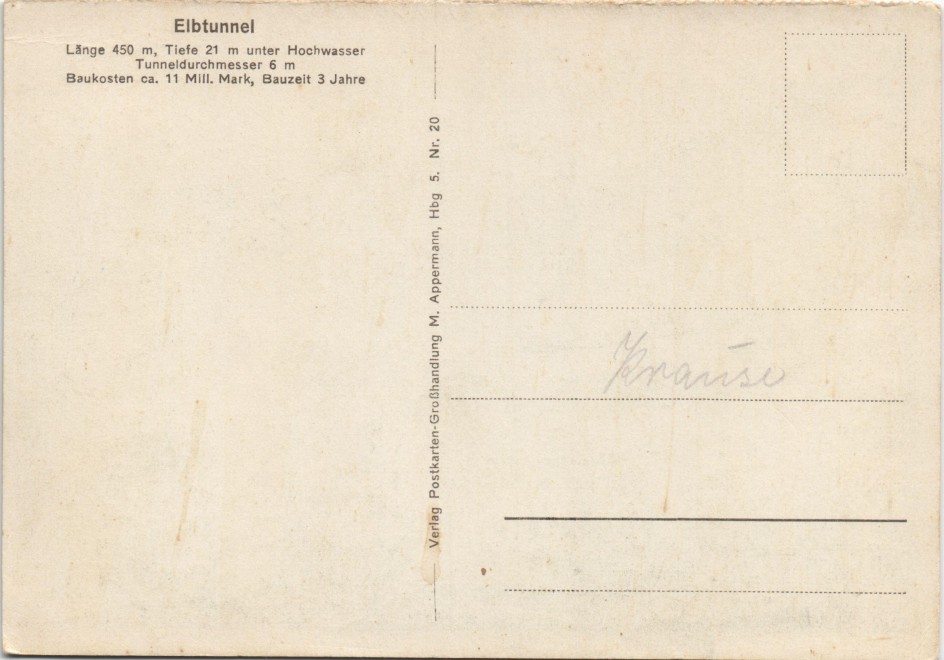 Elbtunnel
Länge 450 m, Tiefe 21 m unter Hochwasser
Tunneldurchmesser 6 m
Baukosten ca. 11 Mill. Mark, Bauzeit 3 Jahre
Verlag Postkarten-Großhandlung M. Appermann, Hbg 5. Nr. 20
Krause